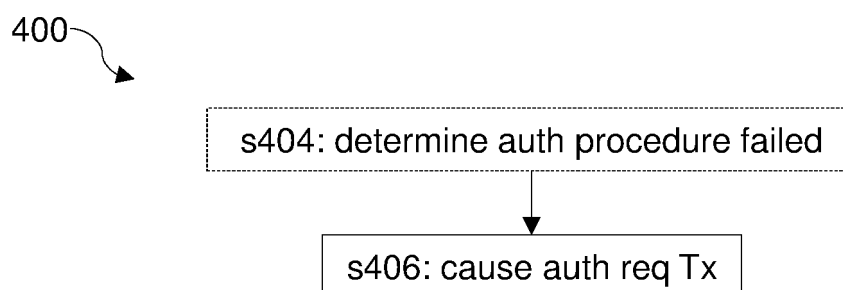 400
s404: determine auth procedure failed
s406: cause auth req Tx